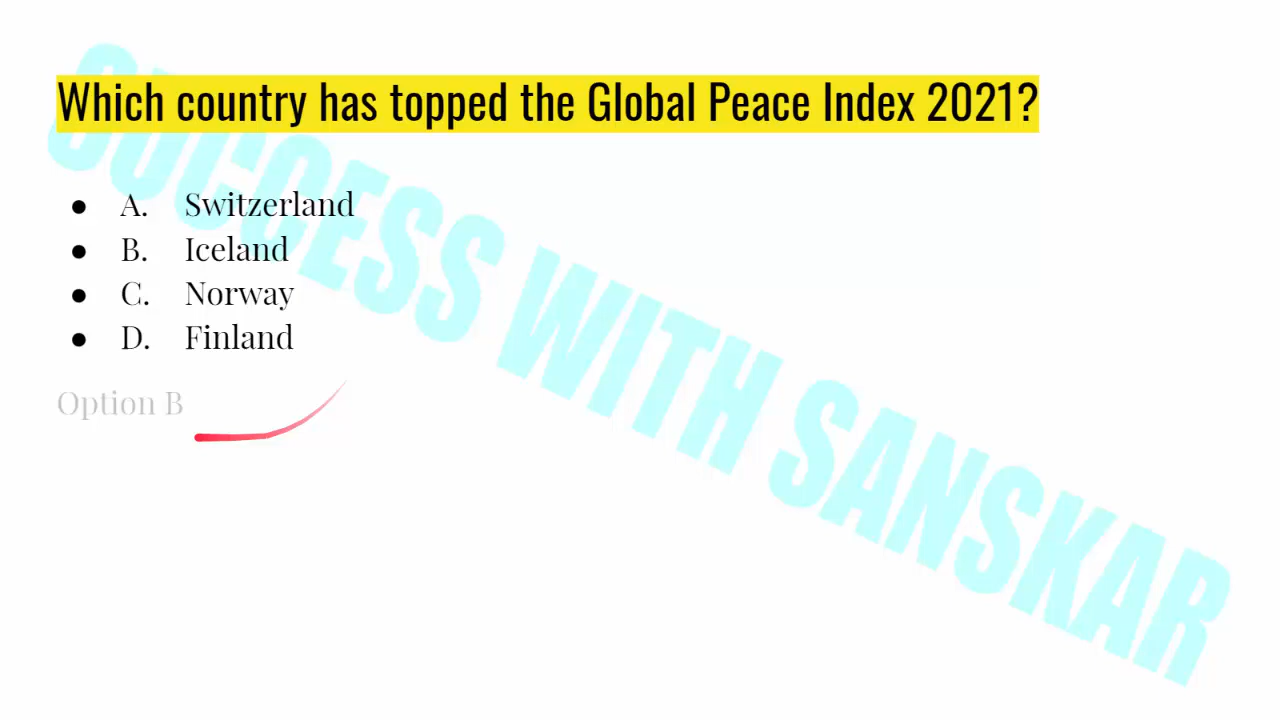 Which country has topped the Global Peace Index 2021?
● A. Switzerland
● B. Iceland
● C. Norway
● D. Finland
Option B
SUCCESS WITH SANSKAR